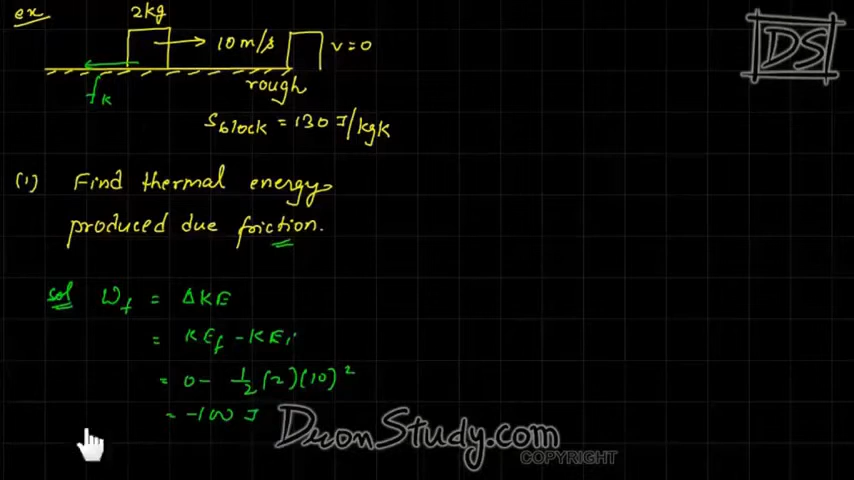 ex
2kg
10 m/s
v=0
fK
rough
Sblock = 130 J/kgK
(1) Find thermal energy
produced due friction.
sol Wf = ΔKE
= KEf - KEi
= 0 - 1/2 (2)(10)²
= -100 J
DronStudy.com
COPYRIGHT
DS